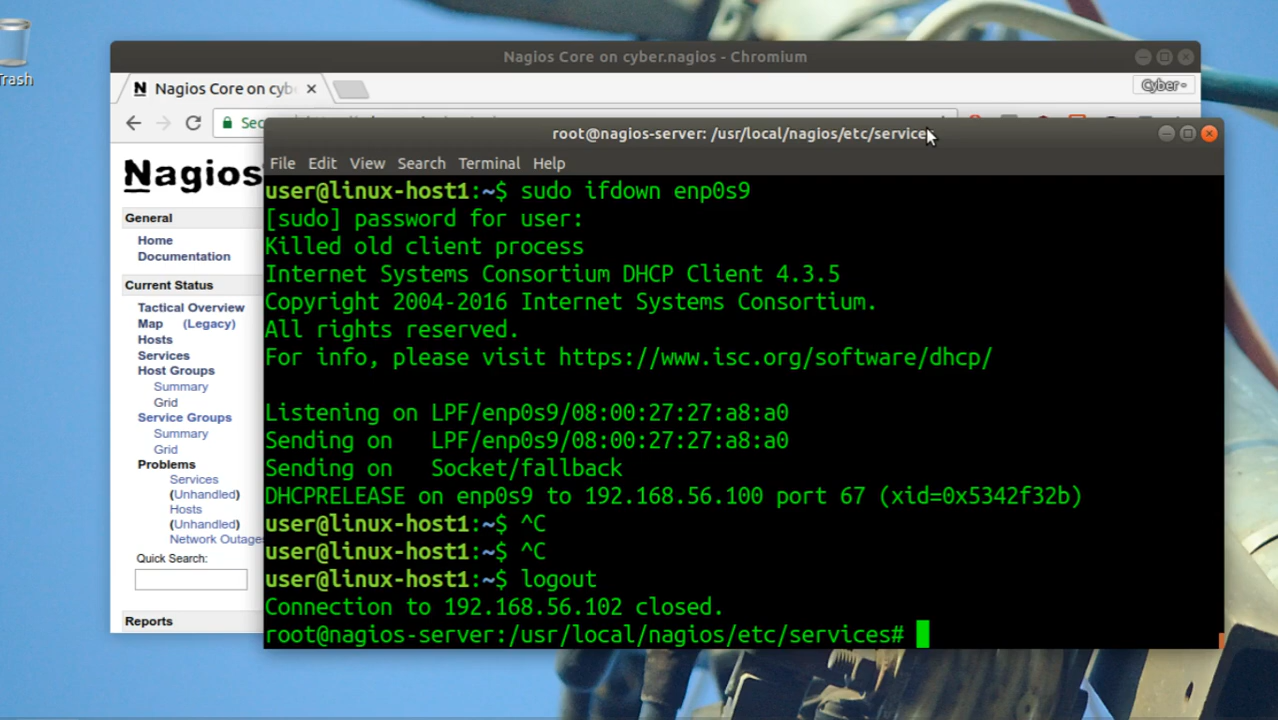 Trash
Nagios Core on cyber.nagios - Chromium
N Nagios Core on cyb
Cyber
Sec
root@nagios-server: /usr/local/nagios/etc/services
File Edit View Search Terminal Help
Nagios
General
Home
Documentation
Current Status
Tactical Overview
Map (Legacy)
Hosts
Services
Host Groups
Summary
Grid
Service Groups
Summary
Grid
Problems
Services
(Unhandled)
Hosts
(Unhandled)
Network Outages
Quick Search:
Reports
user@linux-host1:~$ sudo ifdown enp0s9
[sudo] password for user:
Killed old client process
Internet Systems Consortium DHCP Client 4.3.5
Copyright 2004-2016 Internet Systems Consortium.
All rights reserved.
For info, please visit https://www.isc.org/software/dhcp/
Listening on LPF/enp0s9/08:00:27:27:a8:a0
Sending on   LPF/enp0s9/08:00:27:27:a8:a0
Sending on   Socket/fallback
DHCPRELEASE on enp0s9 to 192.168.56.100 port 67 (xid=0x5342f32b)
user@linux-host1:~$ ^C
user@linux-host1:~$ ^C
user@linux-host1:~$ logout
Connection to 192.168.56.102 closed.
root@nagios-server:/usr/local/nagios/etc/services#